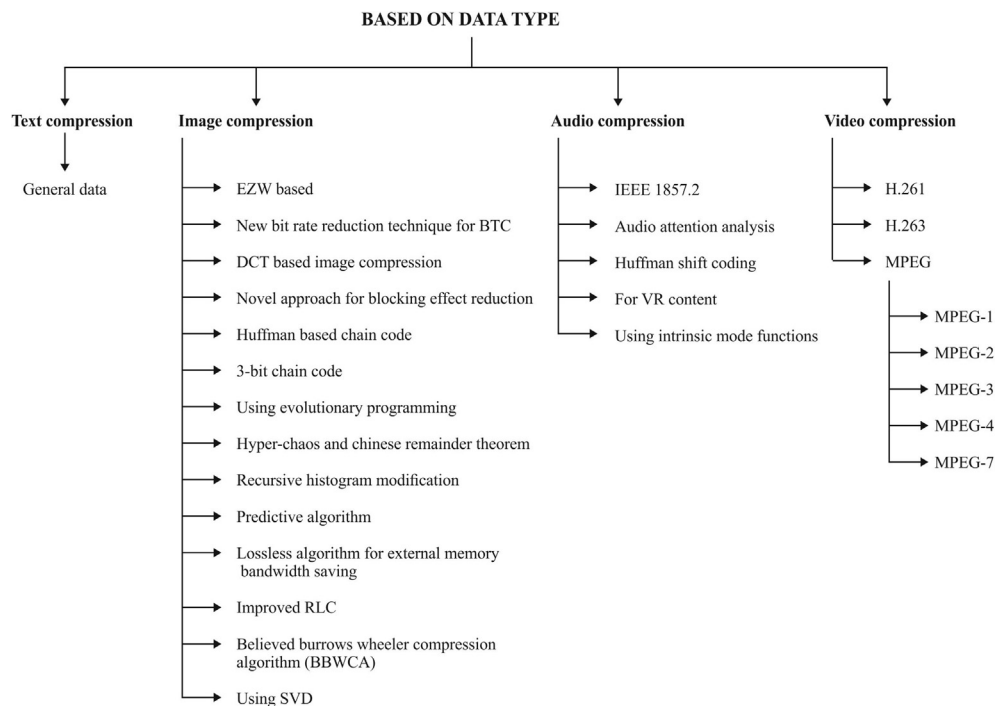 BASED ON DATA TYPE
Text compression
General data
Image compression
EZW based
New bit rate reduction technique for BTC
DCT based image compression
Novel approach for blocking effect reduction
Huffman based chain code
3-bit chain code
Using evolutionary programming
Hyper-chaos and chinese remainder theorem
Recursive histogram modification
Predictive algorithm
Lossless algorithm for external memory
bandwidth saving
Improved RLC
Believed burrows wheeler compression
algorithm (BBWCA)
Using SVD
Audio compression
IEEE 1857.2
Audio attention analysis
Huffman shift coding
For VR content
Using intrinsic mode functions
Video compression
H.261
H.263
MPEG
MPEG-1
MPEG-2
MPEG-3
MPEG-4
MPEG-7